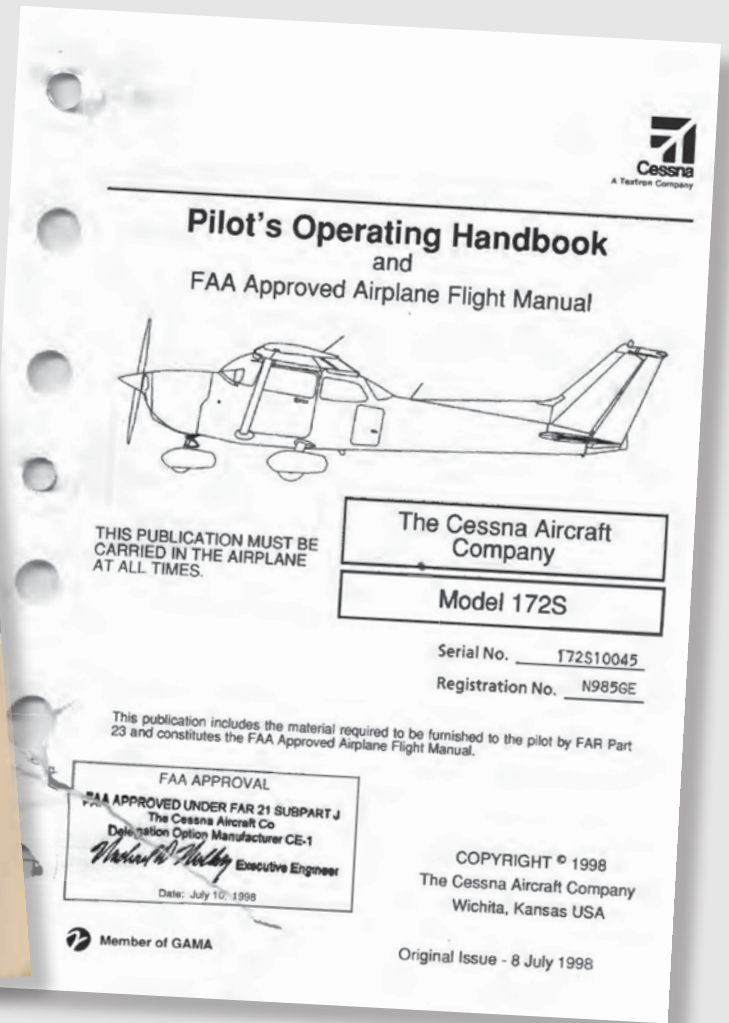 Cessna
A Textron Company
Pilot's Operating Handbook
and
FAA Approved Airplane Flight Manual
THIS PUBLICATION MUST BE
CARRIED IN THE AIRPLANE
AT ALL TIMES.
The Cessna Aircraft
Company
Model 172S
Serial No. 172S10045
Registration No. N985GE
This publication includes the material required to be furnished to the pilot by FAR Part
23 and constitutes the FAA Approved Airplane Flight Manual.
FAA APPROVAL
FAA APPROVED UNDER FAR 21 SUBPART J
The Cessna Aircraft Co
Delegation Option Manufacturer CE-1
Executive Engineer
Date: July 10, 1998
Member of GAMA
COPYRIGHT © 1998
The Cessna Aircraft Company
Wichita, Kansas USA
Original Issue - 8 July 1998